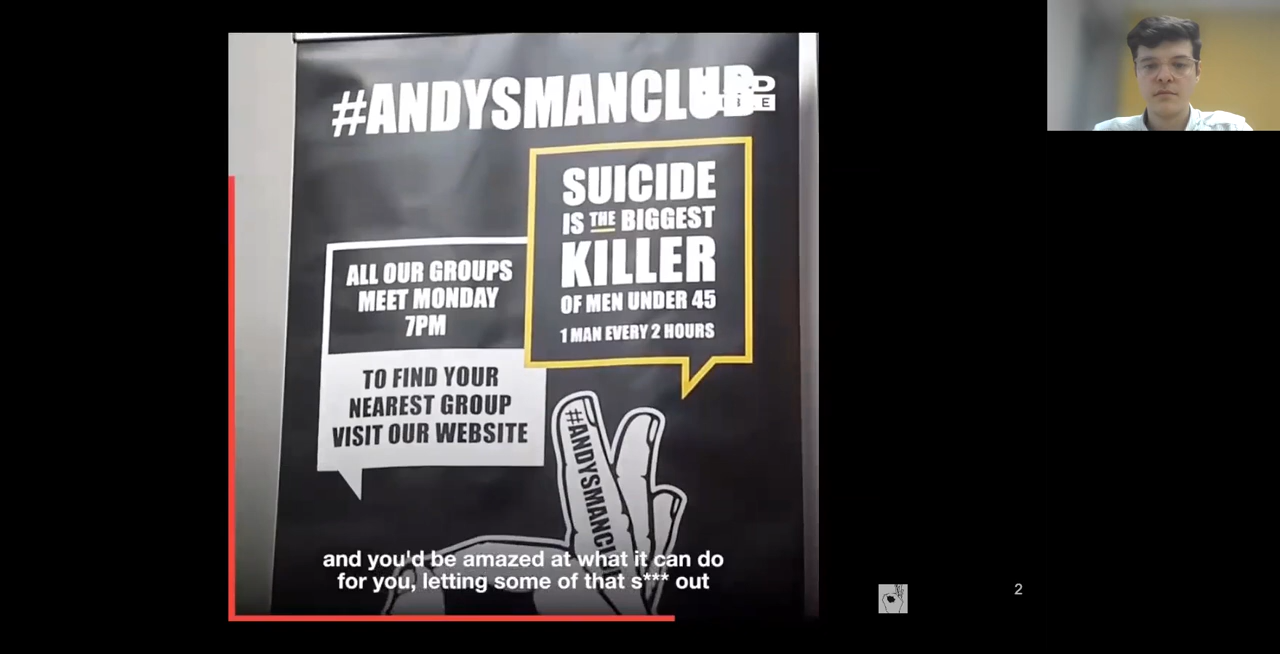 #ANDYSMANCLUB
SUICIDE
IS THE BIGGEST
KILLER
OF MEN UNDER 45
1 MAN EVERY 2 HOURS
ALL OUR GROUPS
MEET MONDAY
7PM
TO FIND YOUR
NEAREST GROUP
VISIT OUR WEBSITE
#ANDYSMANCLUB
and you'd be amazed at what it can do
for you, letting some of that s*** out
2